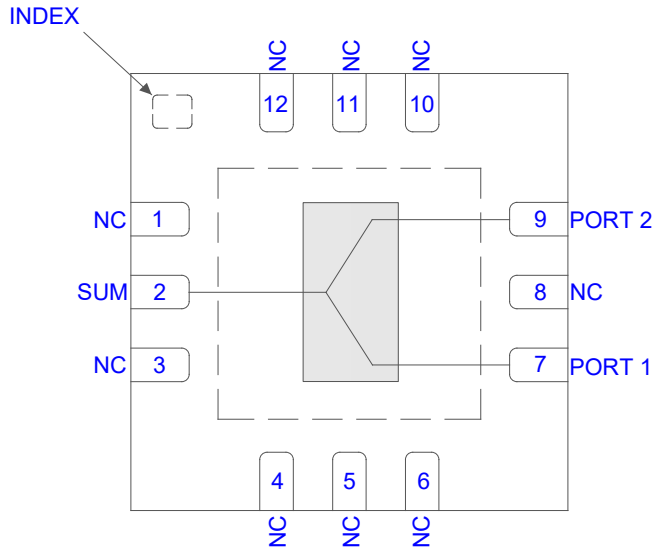 INDEX
NC NC NC
12 11 10
NC 1
9 PORT 2
SUM 2
8 NC
NC 3
7 PORT 1
4 5 6
NC NC NC